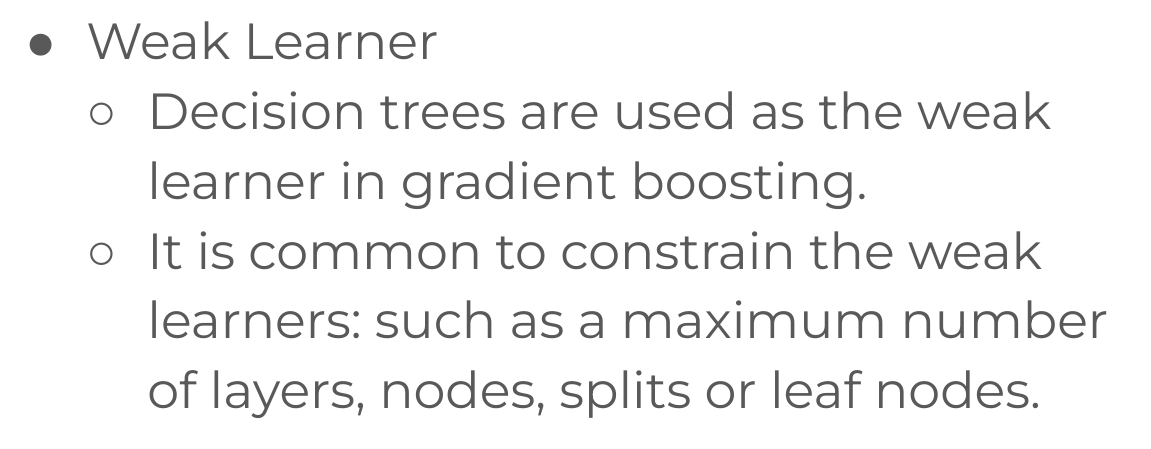 ● Weak Learner
○ Decision trees are used as the weak
learner in gradient boosting.
○ It is common to constrain the weak
learners: such as a maximum number
of layers, nodes, splits or leaf nodes.